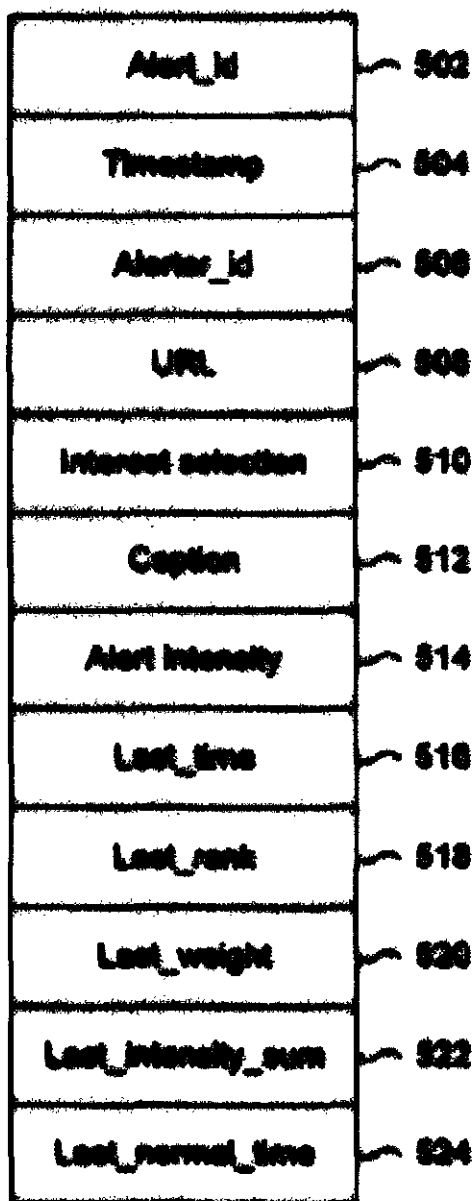 Alert_id 502
Timestamp 504
Alerter_id 506
URL 508
Interest selection 510
Caption 512
Alert intensity 514
Last_time 516
Last_rank 518
Last_weight 520
Last_intensity_sum 522
Last_normal_time 524